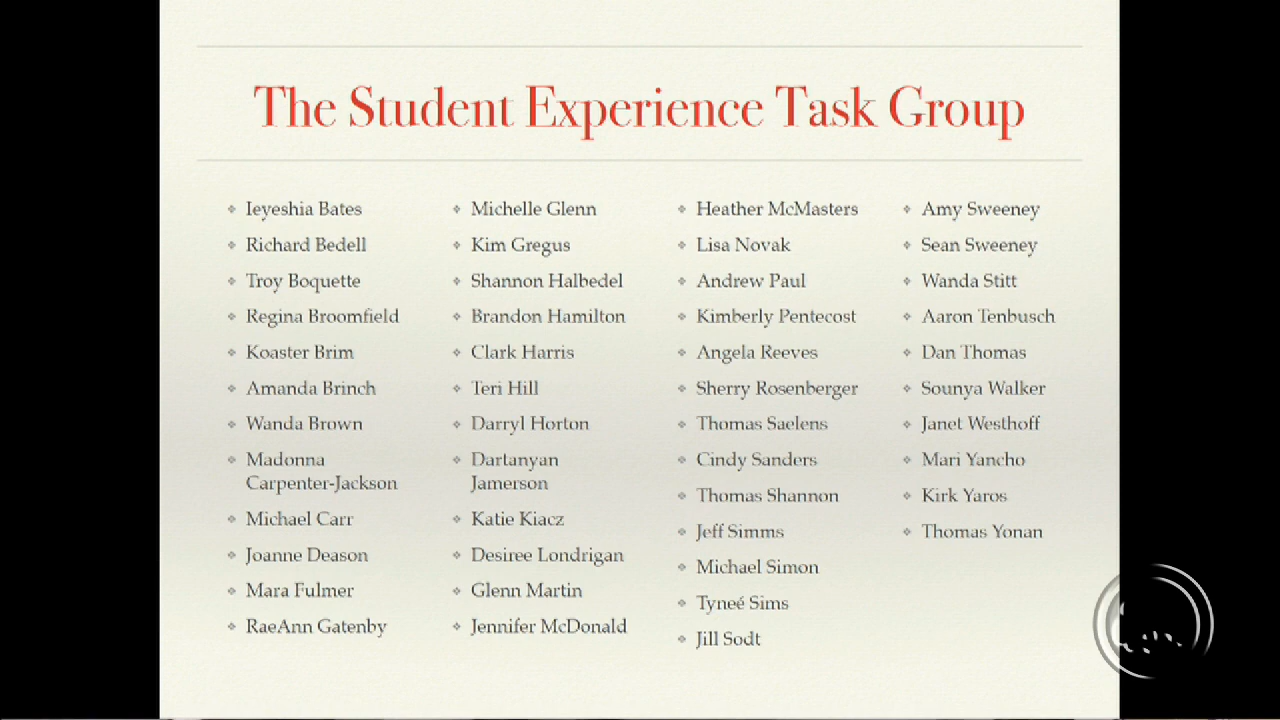 The Student Experience Task Group
Ieyeshia Bates
Richard Bedell
Troy Boquette
Regina Broomfield
Koaster Brim
Amanda Brinch
Wanda Brown
Madonna
Carpenter-Jackson
Michael Carr
Joanne Deason
Mara Fulmer
RaeAnn Gatenby
Michelle Glenn
Kim Gregus
Shannon Halbedel
Brandon Hamilton
Clark Harris
Teri Hill
Darryl Horton
Dartanyan
Jamerson
Katie Kiacz
Desiree Londrigan
Glenn Martin
Jennifer McDonald
Heather McMasters
Lisa Novak
Andrew Paul
Kimberly Pentecost
Angela Reeves
Sherry Rosenberger
Thomas Saelens
Cindy Sanders
Thomas Shannon
Jeff Simms
Michael Simon
Tyneé Sims
Jill Sodt
Amy Sweeney
Sean Sweeney
Wanda Stitt
Aaron Tenbusch
Dan Thomas
Sounya Walker
Janet Westhoff
Mari Yancho
Kirk Yaros
Thomas Yonan